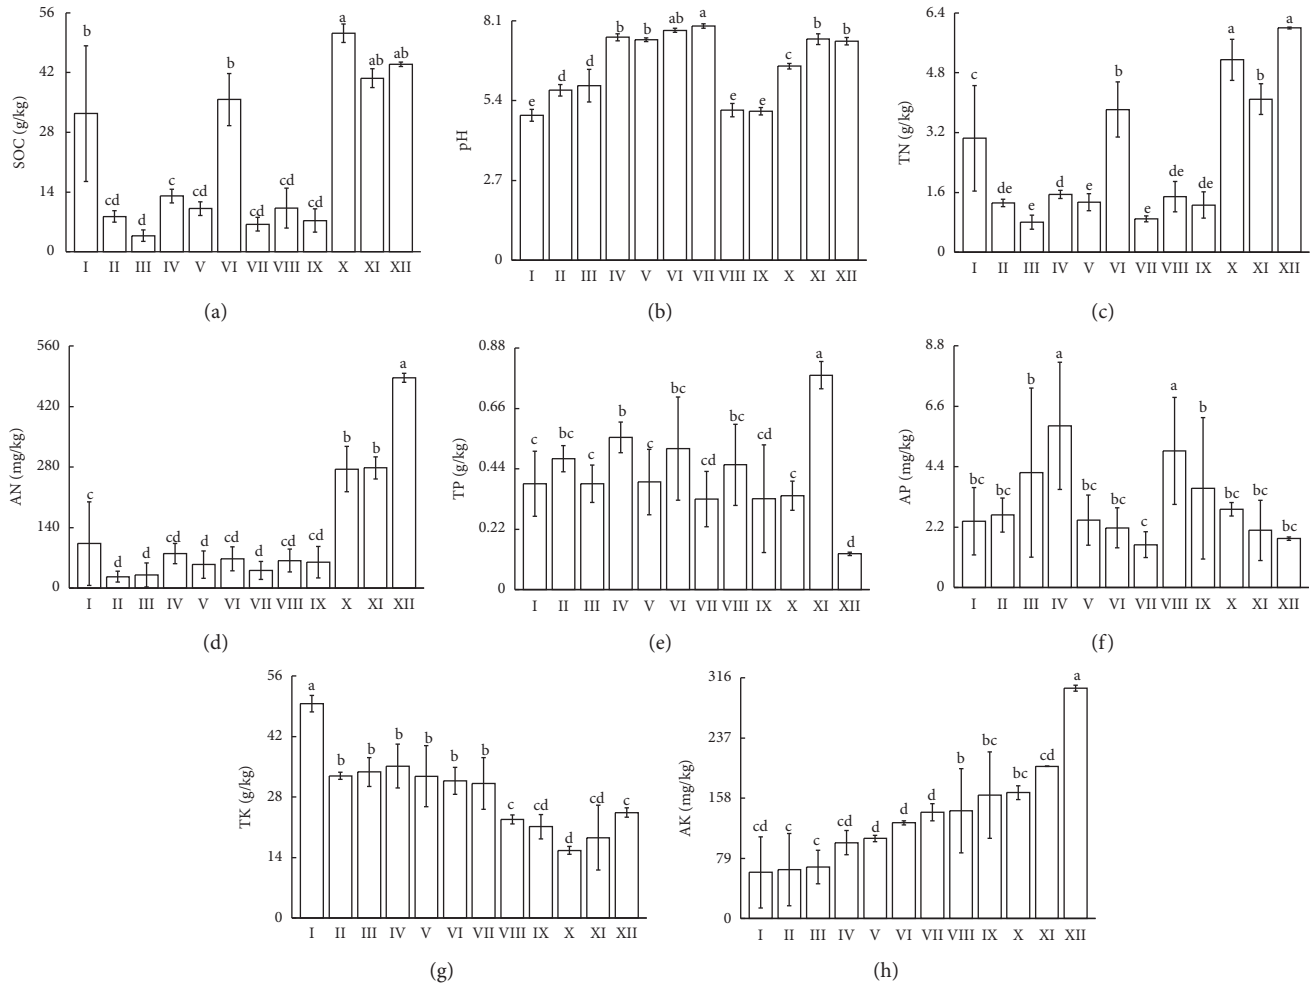 SOC (g/kg)
56
42
28
14
0
b
cd
d
c
cd
b
cd
cd
cd
a
ab
ab
I II III IV V VI VII VIII IX X XI XII
(a)
pH
8.1
5.4
2.7
0
e
d
d
b
b
ab
a
e
e
c
b
b
I II III IV V VI VII VIII IX X XI XII
(b)
TN (g/kg)
6.4
4.8
3.2
1.6
0
c
de
e
d
e
b
e
de
de
a
b
a
I II III IV V VI VII VIII IX X XI XII
(c)
AN (mg/kg)
560
420
280
140
0
c
d
d
cd
d
cd
d
cd
cd
b
b
a
I II III IV V VI VII VIII IX X XI XII
(d)
TP (g/kg)
0.88
0.66
0.44
0.22
0
c
bc
c
b
c
bc
cd
bc
cd
c
a
d
I II III IV V VI VII VIII IX X XI XII
(e)
AP (mg/kg)
8.8
6.6
4.4
2.2
0
bc
bc
b
a
bc
bc
c
a
b
bc
bc
bc
I II III IV V VI VII VIII IX X XI XII
(f)
TK (g/kg)
56
42
28
14
0
a
b
b
b
b
b
b
c
cd
d
cd
c
I II III IV V VI VII VIII IX X XI XII
(g)
AK (mg/kg)
316
237
158
79
0
cd
c
c
cd
d
d
d
b
bc
bc
cd
a
I II III IV V VI VII VIII IX X XI XII
(h)